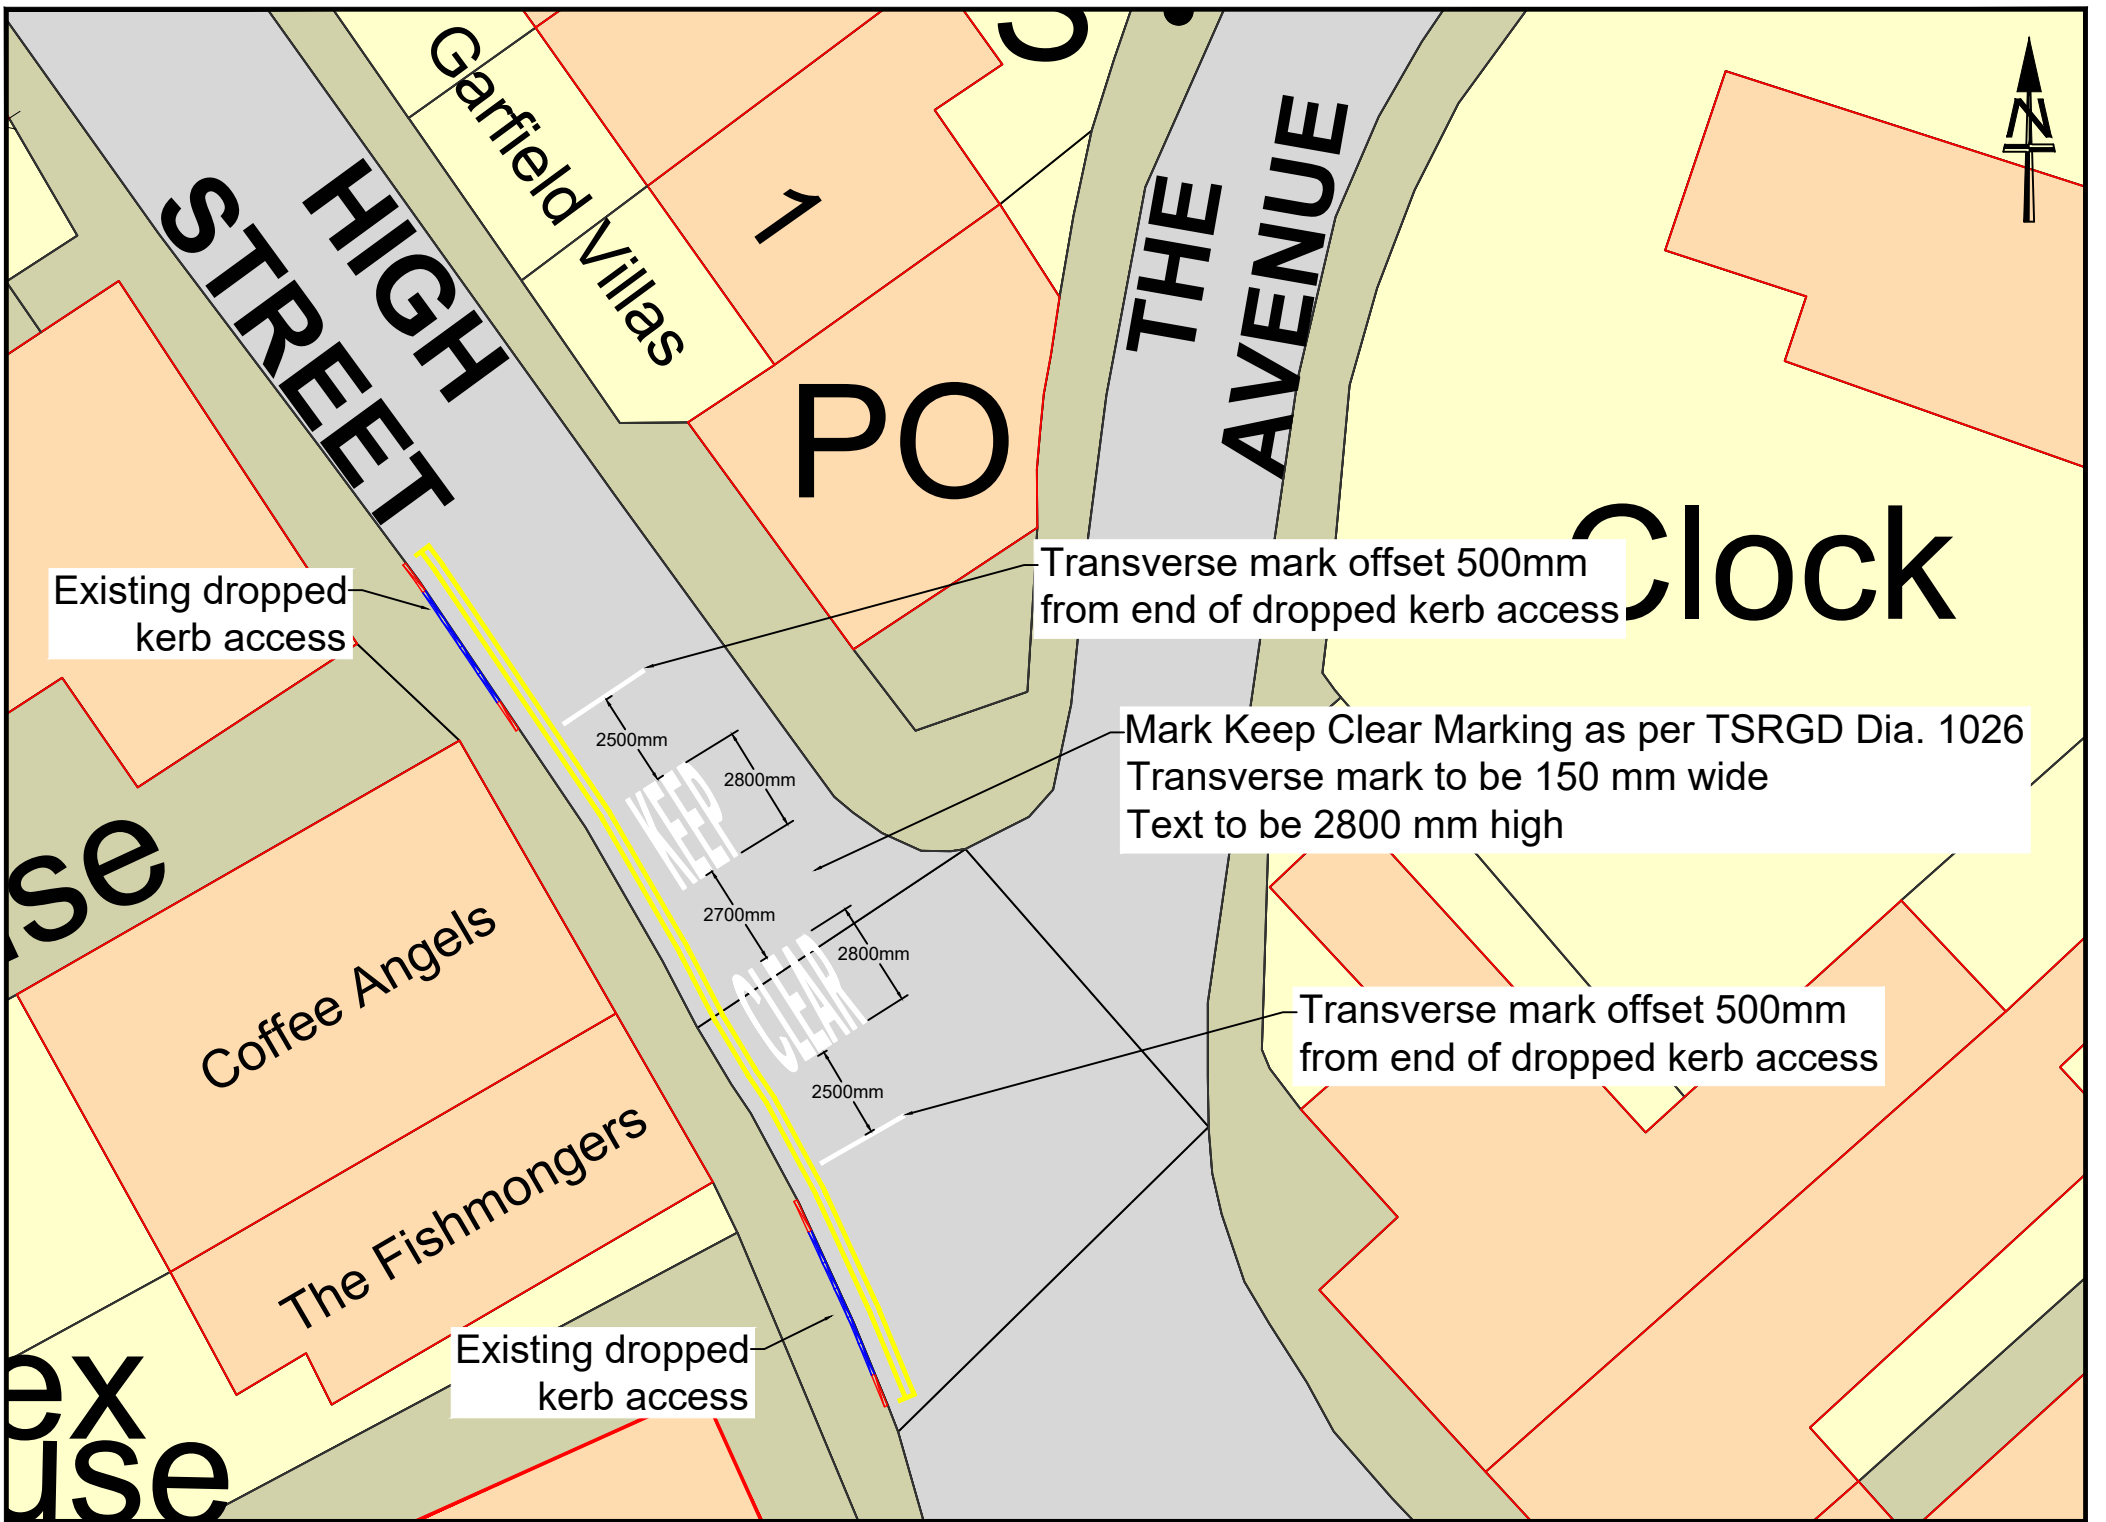 Garfield Villas
HIGH
STREET
1
THE
AVENUE
N
PO
Clock
Transverse mark offset 500mm
from end of dropped kerb access
Existing dropped
kerb access
Mark Keep Clear Marking as per TSRGD Dia. 1026
Transverse mark to be 150 mm wide
Text to be 2800 mm high
2500mm
2800mm
KEEP
2700mm
2800mm
CLEAR
2500mm
Transverse mark offset 500mm
from end of dropped kerb access
se
Coffee Angels
The Fishmongers
Existing dropped
kerb access
ex
use